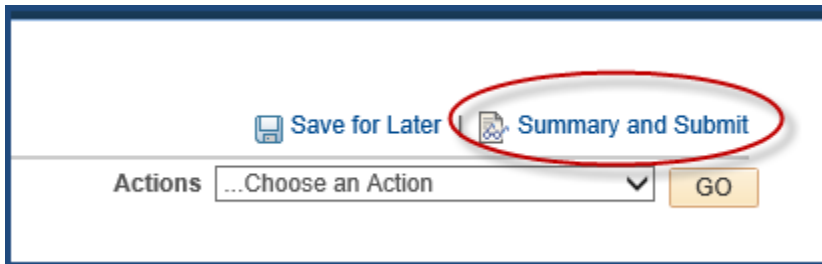 Save for Later | Summary and Submit
Actions ...Choose an Action GO